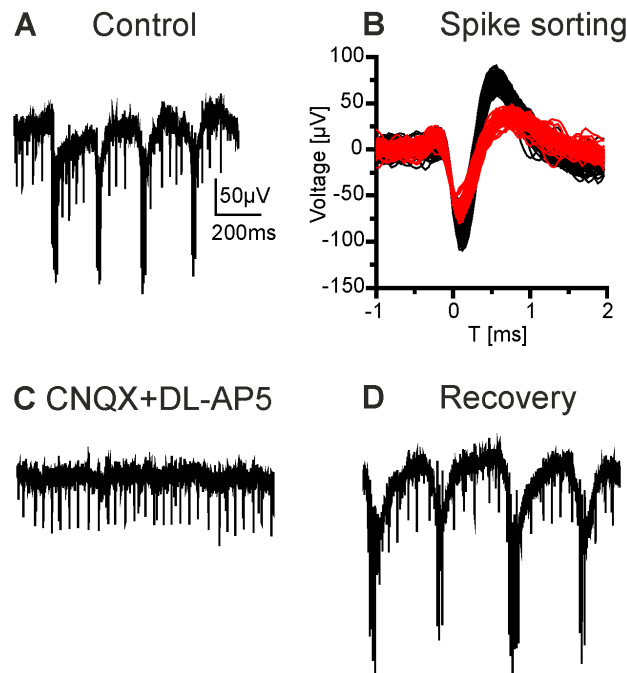 A Control
50µV
200ms
B Spike sorting
Voltage [µV]
100
50
0
-50
-100
-150
-1 0 1 2
T [ms]
C CNQX+DL-AP5
D Recovery